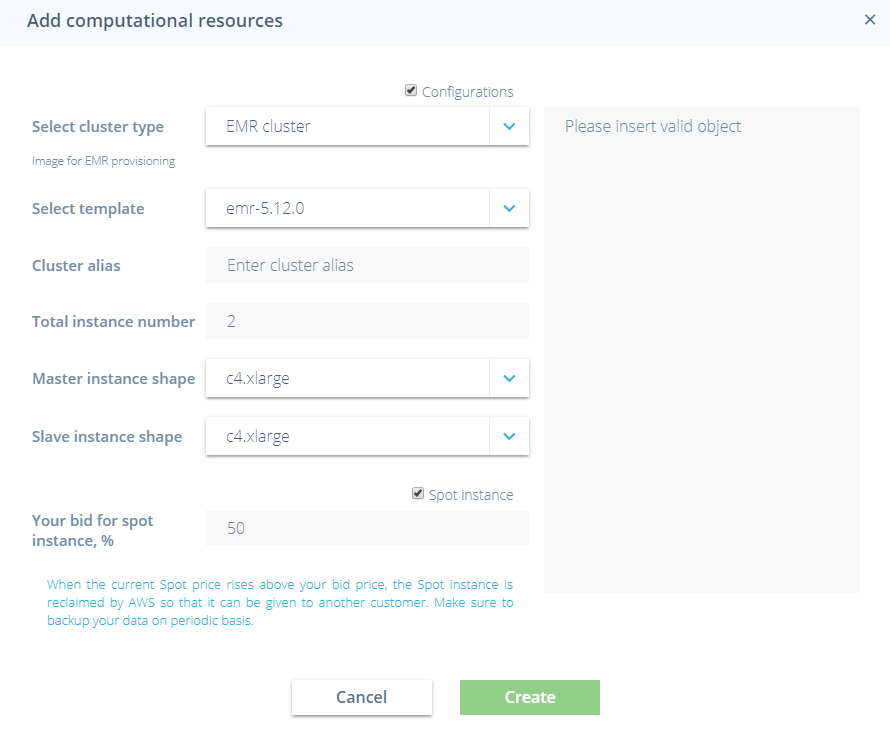 Add computational resources
×
Configurations
Select cluster type
EMR cluster
Please insert valid object
Image for EMR provisioning
Select template
emr-5.12.0
Cluster alias
Enter cluster alias
Total instance number
2
Master instance shape
c4.xlarge
Slave instance shape
c4.xlarge
Spot instance
Your bid for spot
instance, %
50
When the current Spot price rises above your bid price, the Spot instance is
reclaimed by AWS so that it can be given to another customer. Make sure to
backup your data on periodic basis.
Cancel
Create